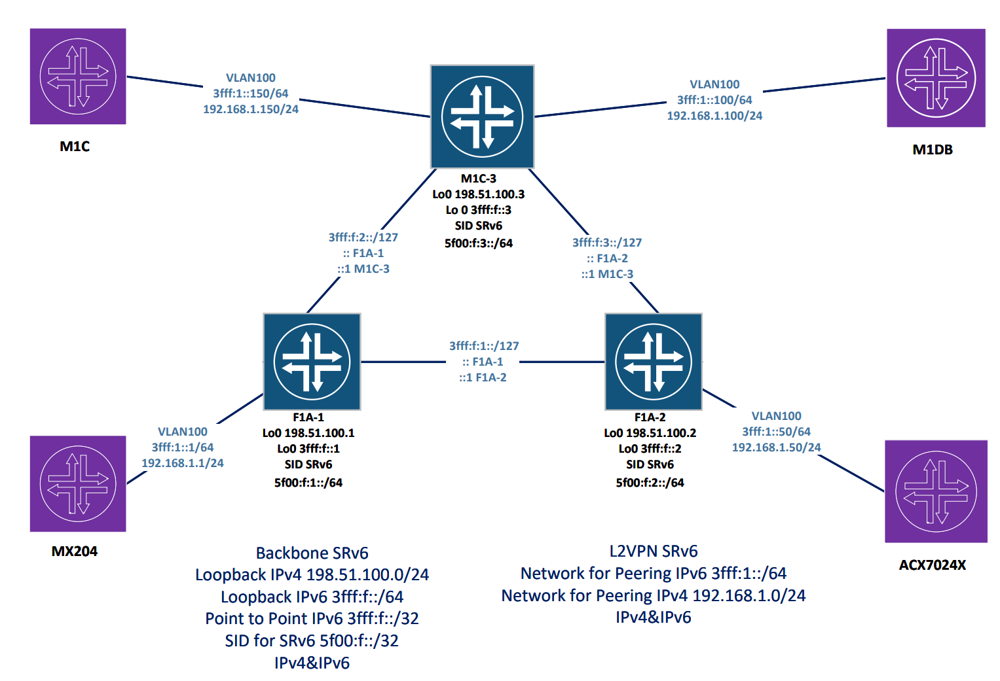 VLAN100
3fff:1::150/64
192.168.1.150/24
M1C
VLAN100
3fff:1::100/64
192.168.1.100/24
M1DB
M1C-3
Lo0 198.51.100.3
Lo 0 3fff:f::3
SID SRv6
5f00:f:3::/64
3fff:f:2::/127
:: F1A-1
::1 M1C-3
3fff:f:3::/127
:: F1A-2
::1 M1C-3
3fff:f:1::/127
:: F1A-1
::1 F1A-2
F1A-1
Lo0 198.51.100.1
Lo0 3fff:f::1
SID SRv6
5f00:f:1::/64
F1A-2
Lo0 198.51.100.2
Lo0 3fff:f::2
SID SRv6
5f00:f:2::/64
VLAN100
3fff:1::1/64
192.168.1.1/24
MX204
VLAN100
3fff:1::50/64
192.168.1.50/24
ACX7024X
Backbone SRv6
Loopback IPv4 198.51.100.0/24
Loopback IPv6 3fff:f::/64
Point to Point IPv6 3fff:f::/32
SID for SRv6 5f00:f::/32
IPv4&IPv6
L2VPN SRv6
Network for Peering IPv6 3fff:1::/64
Network for Peering IPv4 192.168.1.0/24
IPv4&IPv6